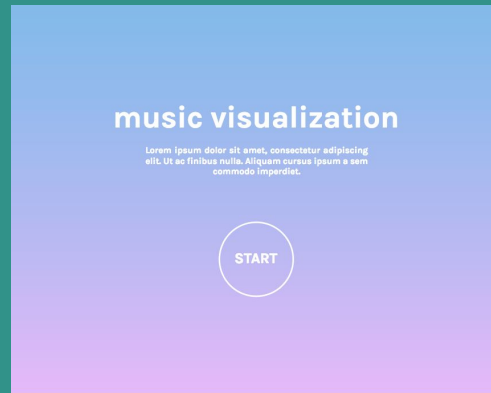 music visualization
Lorem ipsum dolor sit amet, consectetur adipiscing
elit. Ut ac finibus nulla. Aliquam cursus ipsum a sem
commodo imperdiet.
START